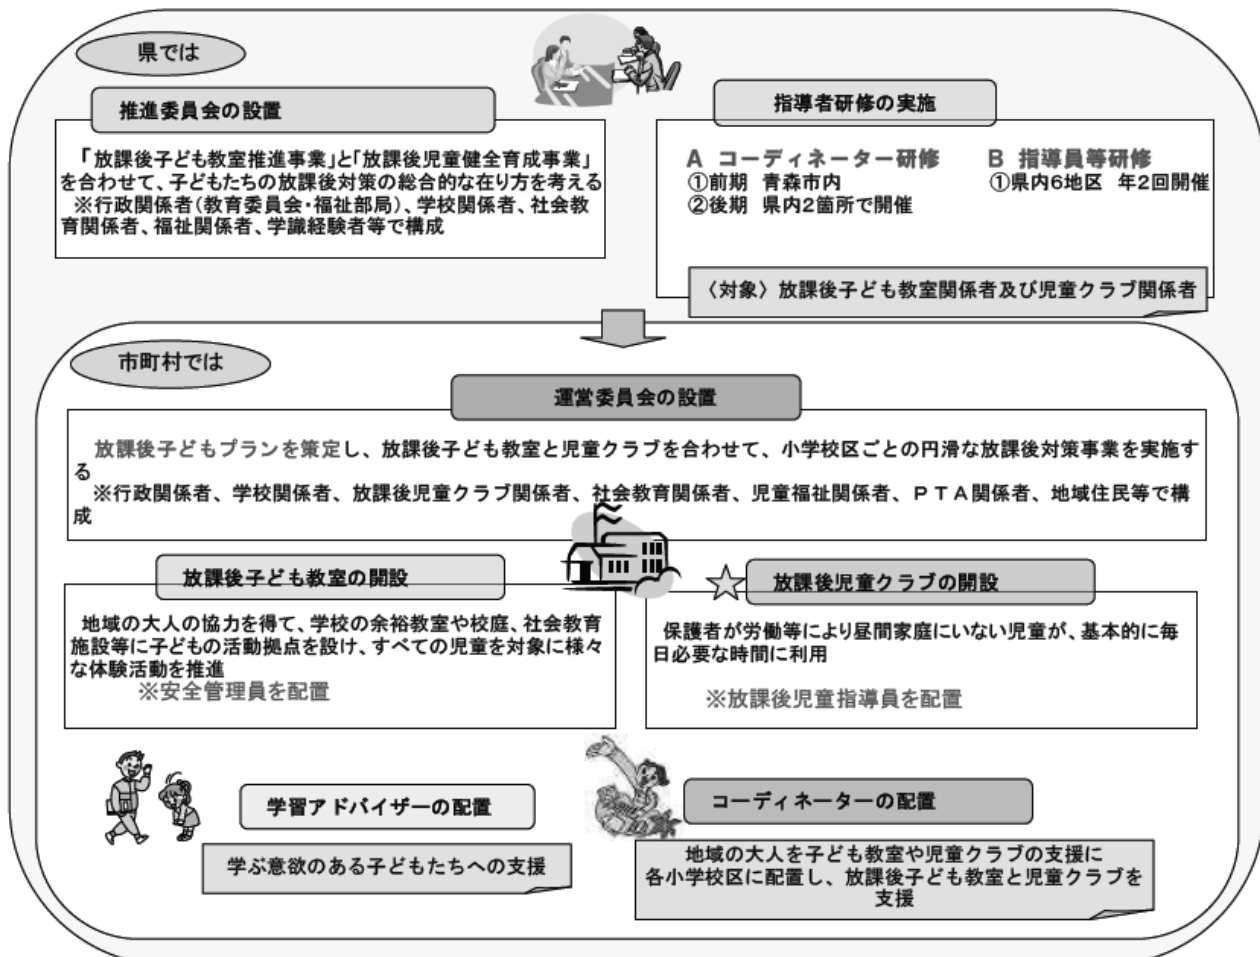 県では
推進委員会の設置
「放課後子ども教室推進事業」と「放課後児童健全育成事業」
を合わせて、子どもたちの放課後対策の総合的な在り方を考える
※行政関係者(教育委員会・福祉部局)、学校関係者、社会教
育関係者、福祉関係者、学識経験者等で構成
指導者研修の実施
A コーディネーター研修
①前期 青森市内
②後期 県内2箇所で開催
B 指導員等研修
①県内6地区 年2回開催
〈対象〉放課後子ども教室関係者及び児童クラブ関係者
市町村では
運営委員会の設置
放課後子どもプランを策定し、放課後子ども教室と児童クラブを合わせて、小学校区ごとの円滑な放課後対策事業を実施す
る
※行政関係者、学校関係者、放課後児童クラブ関係者、社会教育関係者、児童福祉関係者、PTA関係者、地域住民等で構
成
放課後子ども教室の開設
地域の大人の協力を得て、学校の余裕教室や校庭、社会教育
施設等に子どもの活動拠点を設け、すべての児童を対象に様々
な体験活動を推進
※安全管理員を配置
放課後児童クラブの開設
保護者が労働等により昼間家庭にいない児童が、基本的に毎
日必要な時間に利用
※放課後児童指導員を配置
学習アドバイザーの配置
学ぶ意欲のある子どもたちへの支援
コーディネーターの配置
地域の大人を子ども教室や児童クラブの支援に
各小学校区に配置し、放課後子ども教室と児童クラブを
支援